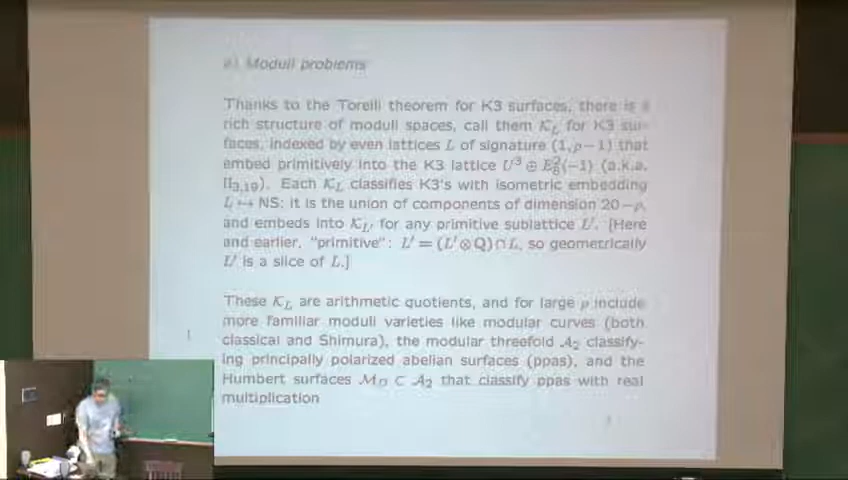 a) Moduli problems
Thanks to the Torelli theorem for K3 surfaces, there is a
rich structure of moduli spaces, call them 𝒦_L for K3 sur-
faces, indexed by even lattices L of signature (1, ρ−1) that
embed primitively into the K3 lattice U³ ⊕ E₈²(−1) (a.k.a.
II₃,₁₉). Each 𝒦_L classifies K3's with isometric embedding
L ↪ NS: it is the union of components of dimension 20−ρ,
and embeds into 𝒦_L′ for any primitive sublattice L′. [Here
and earlier, "primitive": L′ = (L′⊗Q)∩L, so geometrically
L′ is a slice of L.]
These 𝒦_L are arithmetic quotients, and for large ρ include
more familiar moduli varieties like modular curves (both
classical and Shimura), the modular threefold 𝒜₂ classify-
ing principally polarized abelian surfaces (ppas), and the
Humbert surfaces ℳ_D ⊂ 𝒜₂ that classify ppas with real
multiplication